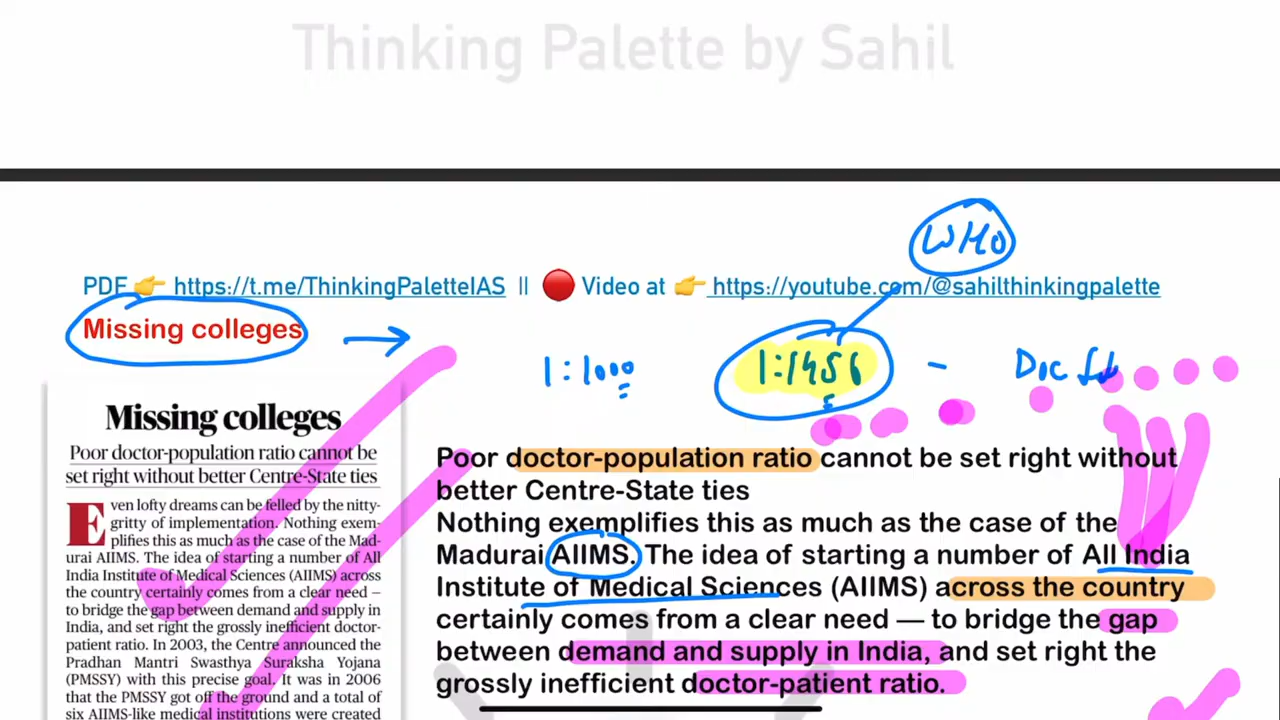 Thinking Palette by Sahil
WHO
PDF 👉 https://t.me/ThinkingPaletteIAS || 🔴 Video at 👉 https://youtube.com/@sahilthinkingpalette
Missing colleges
1:1000 1:1456 - Doc
Missing colleges
Poor doctor-population ratio cannot be
set right without better Centre-State ties
Even lofty dreams can be felled by the nitty-
gritty of implementation. Nothing exem-
plifies this as much as the case of the Mad-
urai AIIMS. The idea of starting a number of All
India Institute of Medical Sciences (AIIMS) across
the country certainly comes from a clear need –
to bridge the gap between demand and supply in
India, and set right the grossly inefficient doctor-
patient ratio. In 2003, the Centre announced the
Pradhan Mantri Swasthya Suraksha Yojana
(PMSSY) with this precise goal. It was in 2006
that the PMSSY got off the ground and a total of
six AIIMS-like medical institutions were created
Poor doctor-population ratio cannot be set right without
better Centre-State ties
Nothing exemplifies this as much as the case of the
Madurai AIIMS. The idea of starting a number of All India
Institute of Medical Sciences (AIIMS) across the country
certainly comes from a clear need — to bridge the gap
between demand and supply in India, and set right the
grossly inefficient doctor-patient ratio.